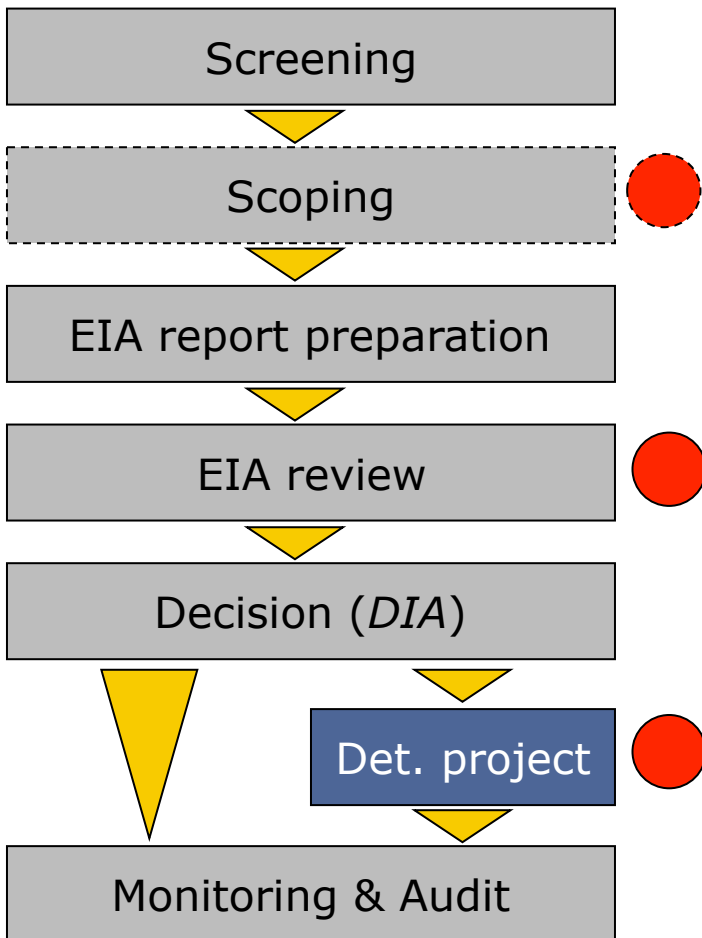 Screening
Scoping
EIA report preparation
EIA review
Decision (DIA)
Det. project
Monitoring & Audit